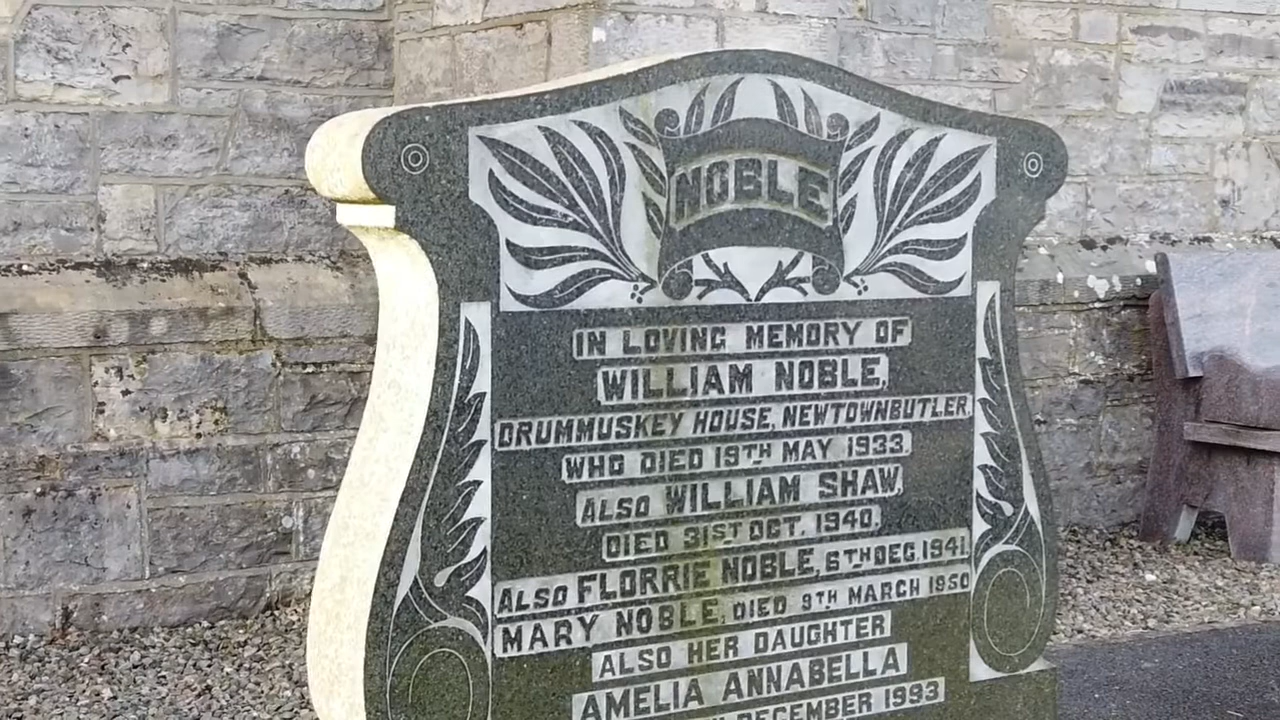 NOBLE
IN LOVING MEMORY OF
WILLIAM NOBLE,
DRUMMUSKEY HOUSE, NEWTOWNBUTLER,
WHO DIED 19TH MAY 1933.
ALSO WILLIAM SHAW
DIED 31ST OCT. 1940.
ALSO FLORRIE NOBLE, 6TH DEC 1941.
MARY NOBLE, DIED 9TH MARCH 1950
ALSO HER DAUGHTER
AMELIA ANNABELLA
DECEMBER 1993